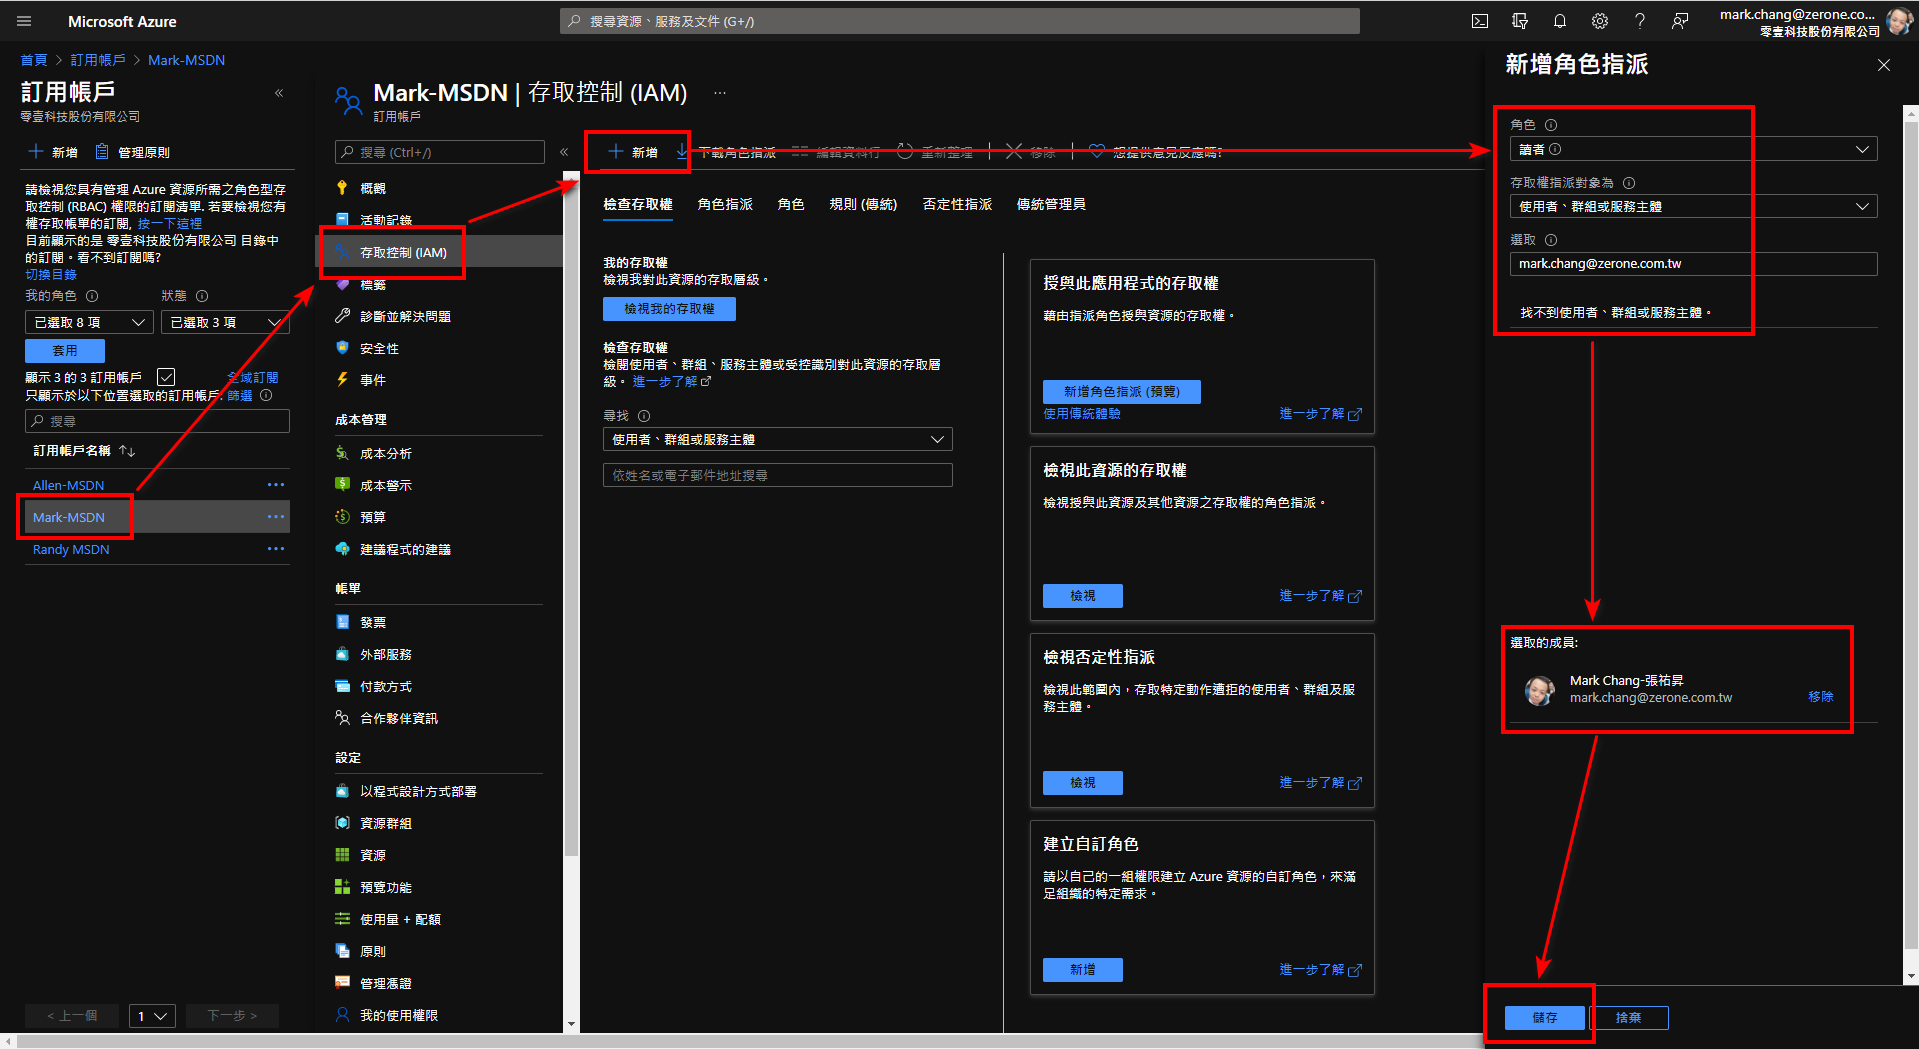 Microsoft Azure
搜尋資源、服務及文件 (G+/)
mark.chang@zerone.co...
零壹科技股份有限公司
首頁 > 訂用帳戶 > Mark-MSDN
訂用帳戶
零壹科技股份有限公司
新增
管理原則
請檢視您具有管理 Azure 資源所需之角色型存
取控制 (RBAC) 權限的訂閱清單. 若要檢視您有
權存取帳單的訂閱, 按一下這裡
目前顯示的是 零壹科技股份有限公司 目錄中
的訂閱。看不到訂閱嗎?
切換目錄
我的角色
狀態
已選取 8 項
已選取 3 項
套用
顯示 3 的 3 訂用帳戶
全域訂閱
只顯示於以下位置選取的訂用帳戶: 篩選
搜尋
訂用帳戶名稱
Allen-MSDN
Mark-MSDN
Randy MSDN
< 上一個
1
下一步 >
Mark-MSDN | 存取控制 (IAM)
訂用帳戶
搜尋 (Ctrl+/)
概觀
活動記錄
存取控制 (IAM)
標籤
診斷並解決問題
安全性
事件
成本管理
成本分析
成本警示
預算
建議程式的建議
帳單
發票
外部服務
付款方式
合作夥伴資訊
設定
以程式設計方式部署
資源群組
資源
預覽功能
使用量 + 配額
原則
管理憑證
我的使用權限
新增
下載角色指派
編輯資料行
重新整理
移除
想提供意見反應嗎?
檢查存取權
角色指派
角色
規則 (傳統)
否定性指派
傳統管理員
我的存取權
檢視我對此資源的存取層級。
檢視我的存取權
檢查存取權
檢閱使用者、群組、服務主體或受控識別對此資源的存取層
級。 進一步了解
尋找
使用者、群組或服務主體
依姓名或電子郵件地址搜尋
授與此應用程式的存取權
藉由指派角色授與資源的存取權。
新增角色指派 (預覽)
使用傳統體驗
進一步了解
檢視此資源的存取權
檢視授與此資源及其他資源之存取權的角色指派。
檢視
進一步了解
檢視否定性指派
檢視此範圍內，存取特定動作遭拒的使用者、群組及服
務主體。
檢視
進一步了解
建立自訂角色
請以自己的一組權限建立 Azure 資源的自訂角色，來滿
足組織的特定需求。
新增
進一步了解
新增角色指派
角色
讀者
存取權指派對象為
使用者、群組或服務主體
選取
mark.chang@zerone.com.tw
找不到使用者、群組或服務主體。
選取的成員:
Mark Chang-張祐昇
mark.chang@zerone.com.tw
移除
儲存
捨棄